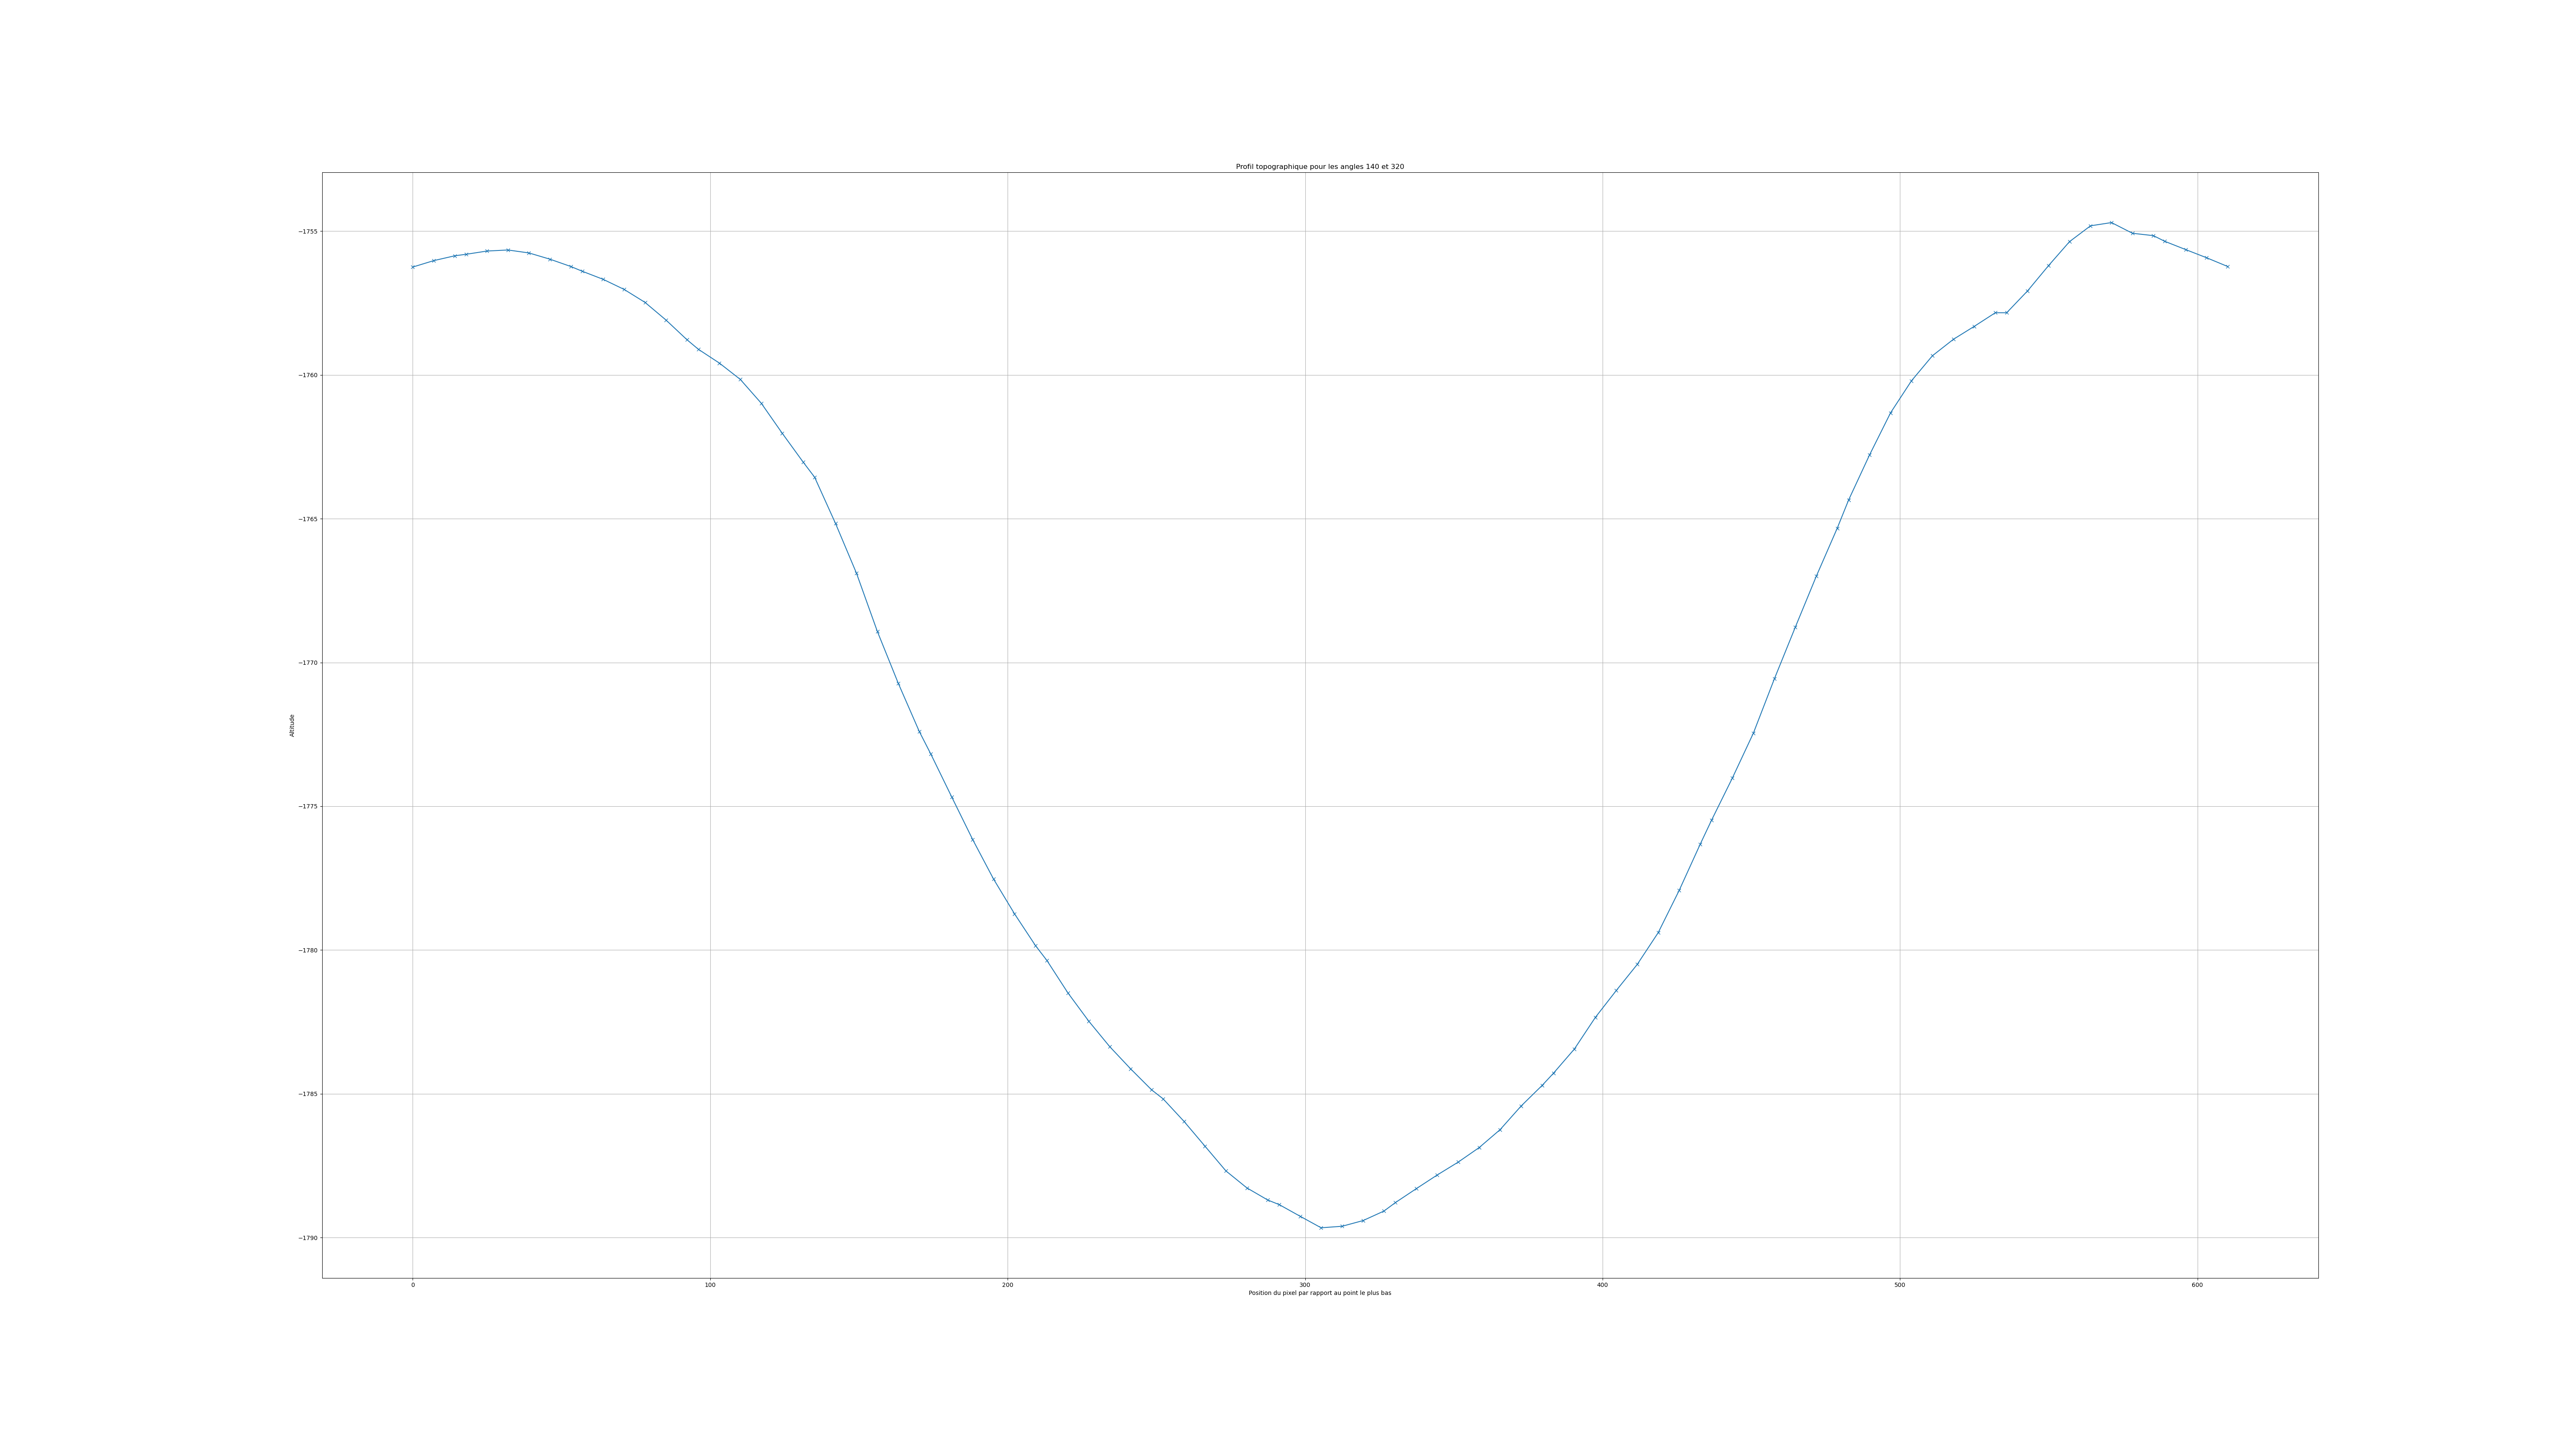 Profil topographique pour les angles 140 et 320
−1755
−1760
−1765
−1770
−1775
−1780
−1785
−1790
Altitude
0 100 200 300 400 500 600
Position du pixel par rapport au point le plus bas